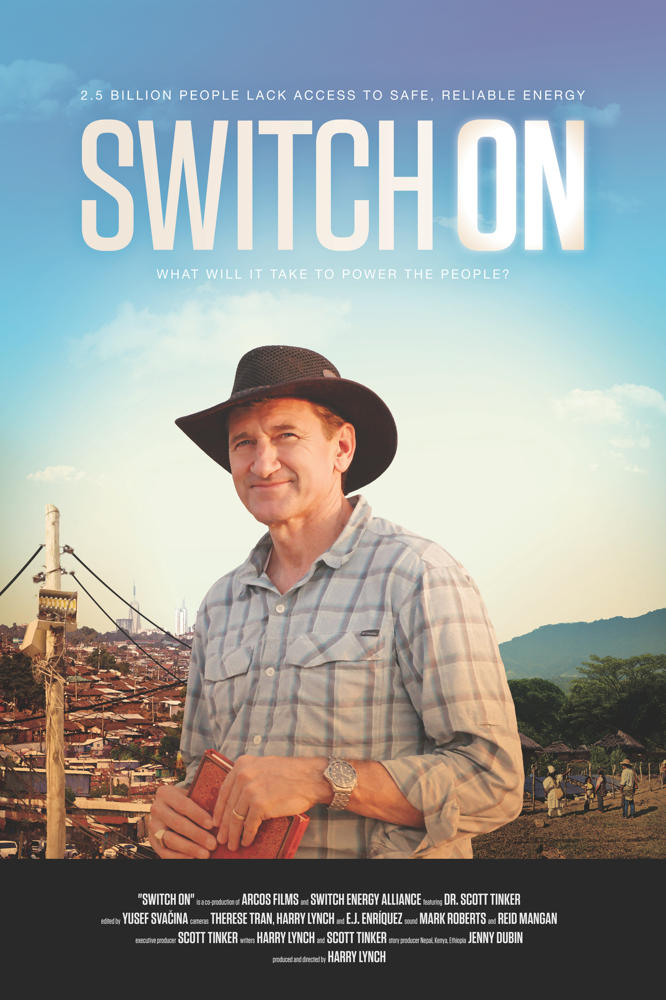 2.5 BILLION PEOPLE LACK ACCESS TO SAFE, RELIABLE ENERGY
SWITCH ON
WHAT WILL IT TAKE TO POWER THE PEOPLE?
"SWITCH ON" is a co-production of ARCOS FILMS and SWITCH ENERGY ALLIANCE featuring DR. SCOTT TINKER
edited by YUSEF SVAČINA cameras THERESE TRAN, HARRY LYNCH and E.J. ENRÍQUEZ sound MARK ROBERTS and REID MANGAN
executive producer SCOTT TINKER writers HARRY LYNCH and SCOTT TINKER story producer Nepal, Kenya, Ethiopia JENNY DUBIN
produced and directed by HARRY LYNCH